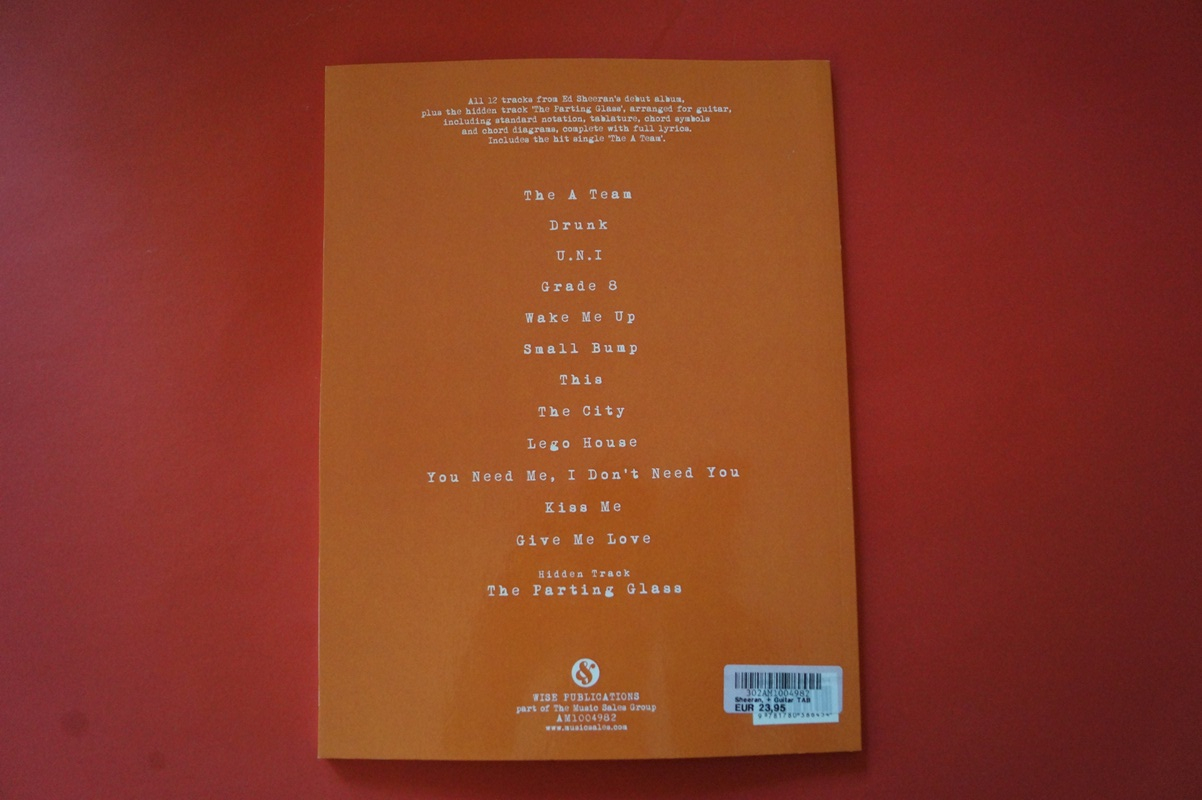 All 12 tracks from Ed Sheeran's debut album,
plus the hidden track 'The Parting Glass', arranged for guitar,
including standard notation, tablature, chord symbols
and chord diagrams, complete with full lyrics.
Includes the hit single 'The A Team'.
The A Team
Drunk
U.N.I
Grade 8
Wake Me Up
Small Bump
This
The City
Lego House
You Need Me, I Don't Need You
Kiss Me
Give Me Love
Hidden Track
The Parting Glass
WISE PUBLICATIONS
part of The Music Sales Group
AM1004982
www.musicsales.com
302AM1004982
Sheeran, + Guitar TAB
EUR 23,95